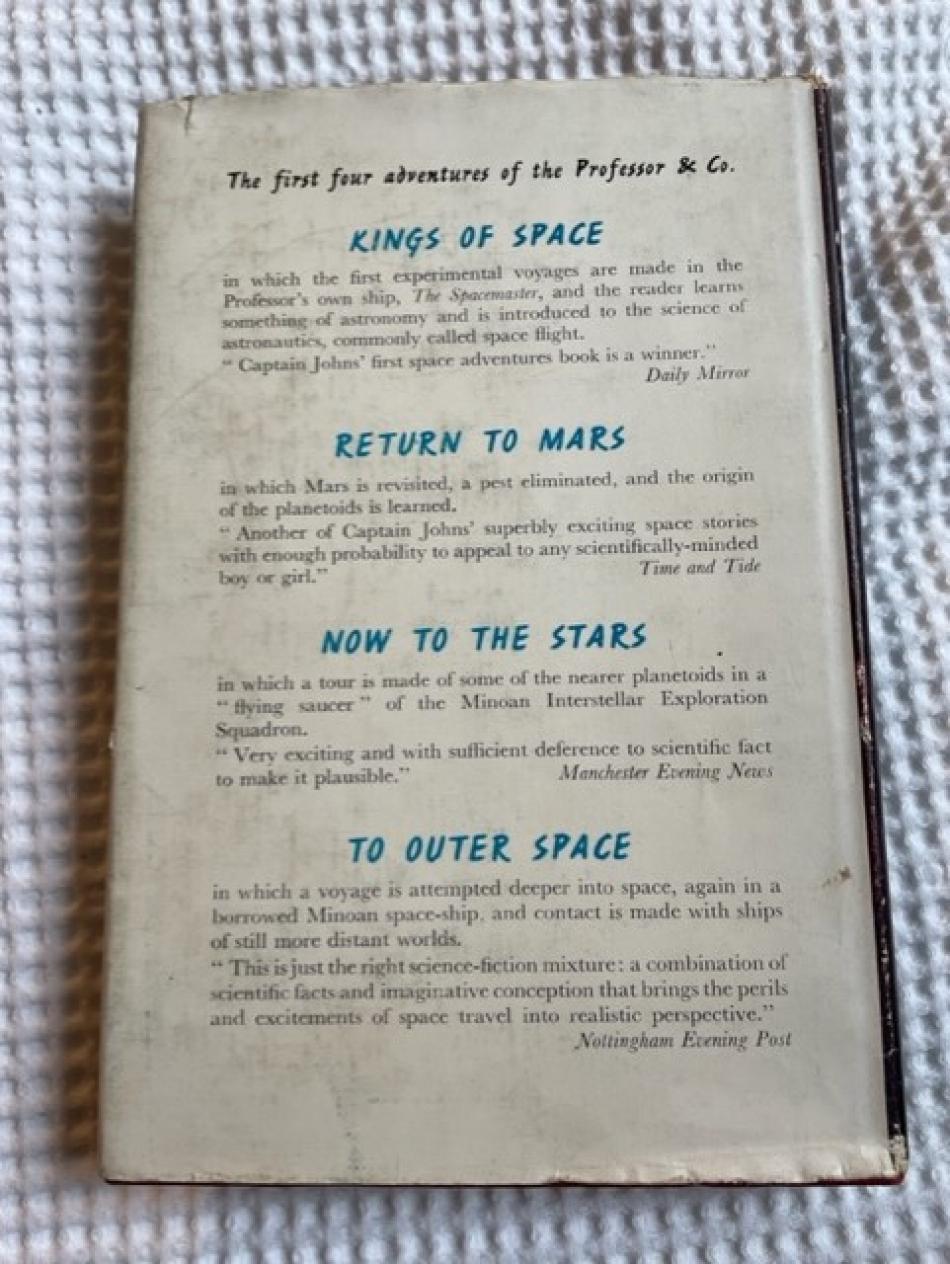 The first four adventures of the Professor & Co.
KINGS OF SPACE
in which the first experimental voyages are made in the
Professor's own ship, The Spacemaster, and the reader learns
something of astronomy and is introduced to the science of
astronautics, commonly called space flight.
" Captain Johns' first space adventures book is a winner."
Daily Mirror
RETURN TO MARS
in which Mars is revisited, a pest eliminated, and the origin
of the planetoids is learned.
" Another of Captain Johns' superbly exciting space stories
with enough probability to appeal to any scientifically-minded
boy or girl." Time and Tide
NOW TO THE STARS
in which a tour is made of some of the nearer planetoids in a
" flying saucer " of the Minoan Interstellar Exploration
Squadron.
" Very exciting and with sufficient deference to scientific fact
to make it plausible." Manchester Evening News
TO OUTER SPACE
in which a voyage is attempted deeper into space, again in a
borrowed Minoan space-ship, and contact is made with ships
of still more distant worlds.
" This is just the right science-fiction mixture: a combination of
scientific facts and imaginative conception that brings the perils
and excitements of space travel into realistic perspective."
Nottingham Evening Post